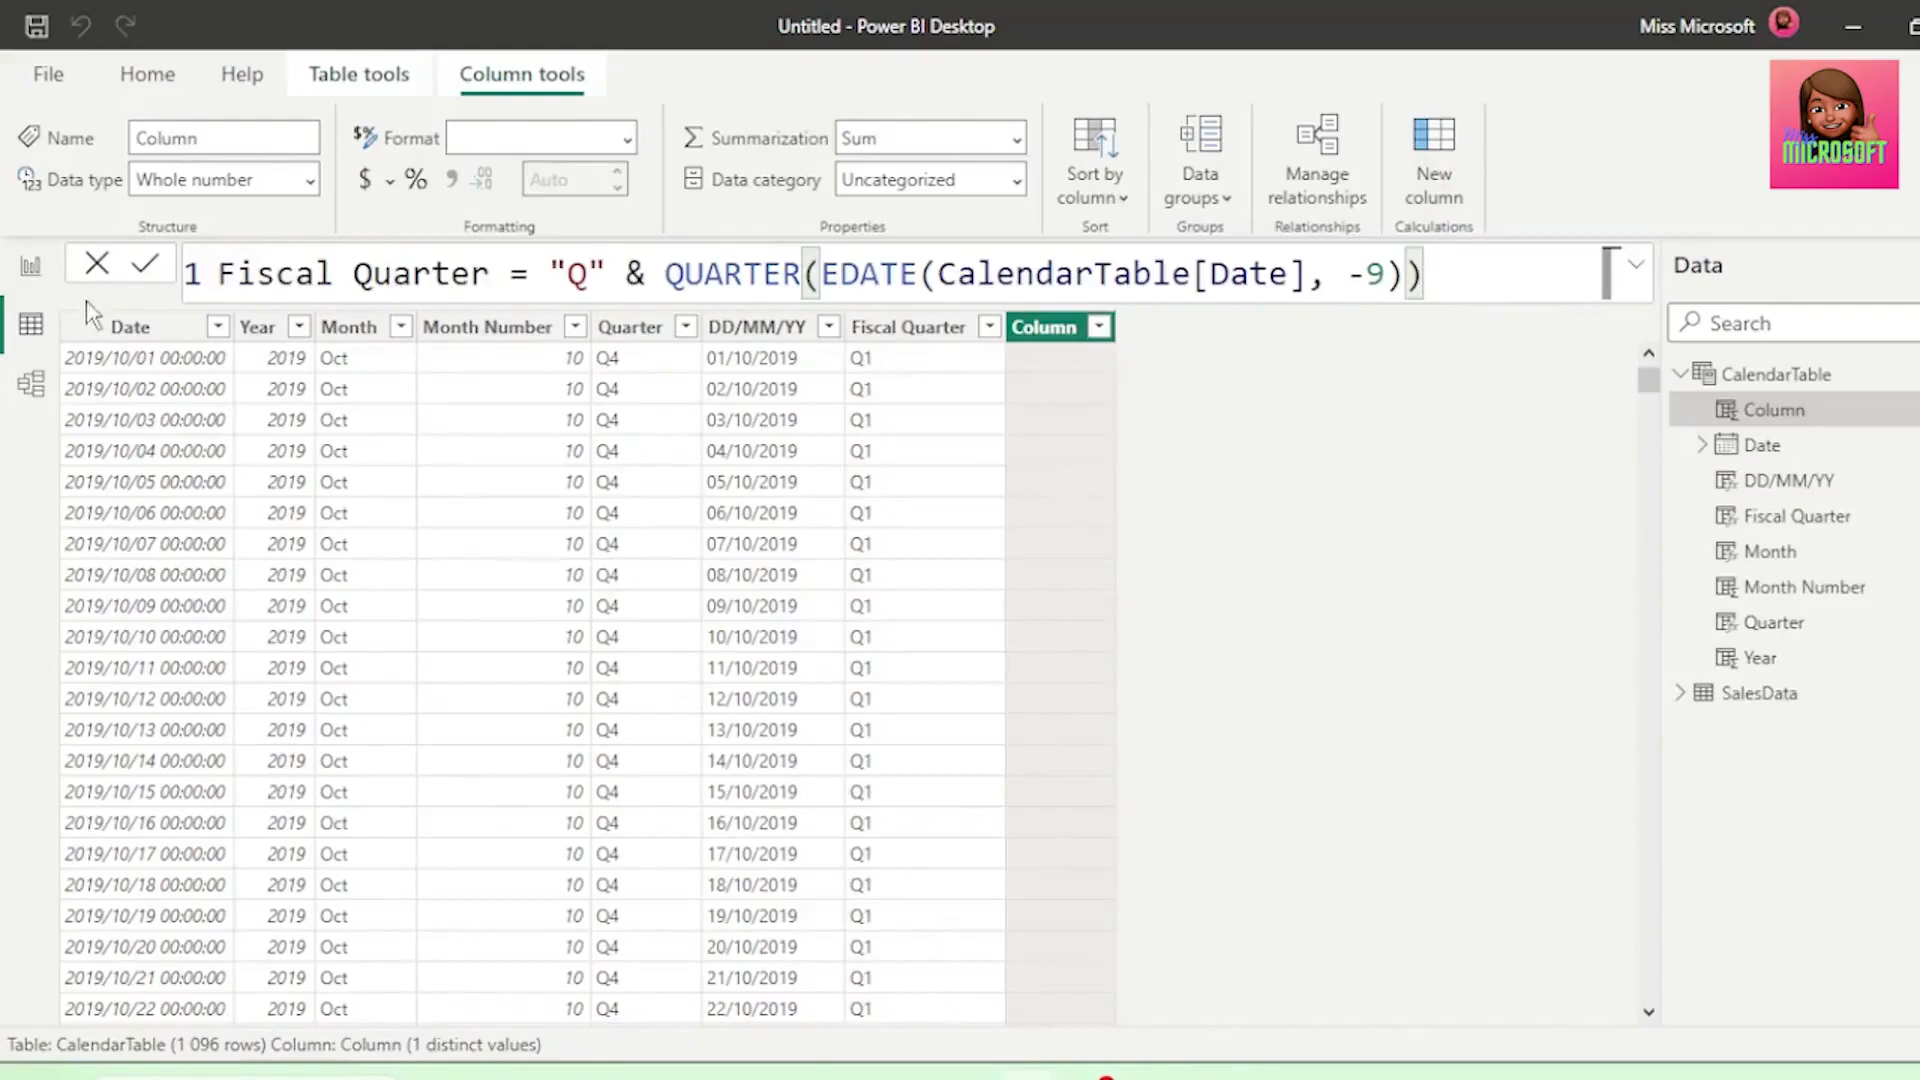 Untitled - Power BI Desktop
Miss Microsoft
File Home Help Table tools Column tools
Name Column
Data type Whole number
Structure
Format
$ % 9 .00 Auto
Formatting
Summarization Sum
Data category Uncategorized
Properties
Sort by
column
Sort
Data
groups
Groups
Manage
relationships
Relationships
New
column
Calculations
Miss
MICROSOFT
1 Fiscal Quarter = "Q" & QUARTER(EDATE(CalendarTable[Date], -9))
Date Year Month Month Number Quarter DD/MM/YY Fiscal Quarter Column
2019/10/01 00:00:00 2019 Oct 10 Q4 01/10/2019 Q1
2019/10/02 00:00:00 2019 Oct 10 Q4 02/10/2019 Q1
2019/10/03 00:00:00 2019 Oct 10 Q4 03/10/2019 Q1
2019/10/04 00:00:00 2019 Oct 10 Q4 04/10/2019 Q1
2019/10/05 00:00:00 2019 Oct 10 Q4 05/10/2019 Q1
2019/10/06 00:00:00 2019 Oct 10 Q4 06/10/2019 Q1
2019/10/07 00:00:00 2019 Oct 10 Q4 07/10/2019 Q1
2019/10/08 00:00:00 2019 Oct 10 Q4 08/10/2019 Q1
2019/10/09 00:00:00 2019 Oct 10 Q4 09/10/2019 Q1
2019/10/10 00:00:00 2019 Oct 10 Q4 10/10/2019 Q1
2019/10/11 00:00:00 2019 Oct 10 Q4 11/10/2019 Q1
2019/10/12 00:00:00 2019 Oct 10 Q4 12/10/2019 Q1
2019/10/13 00:00:00 2019 Oct 10 Q4 13/10/2019 Q1
2019/10/14 00:00:00 2019 Oct 10 Q4 14/10/2019 Q1
2019/10/15 00:00:00 2019 Oct 10 Q4 15/10/2019 Q1
2019/10/16 00:00:00 2019 Oct 10 Q4 16/10/2019 Q1
2019/10/17 00:00:00 2019 Oct 10 Q4 17/10/2019 Q1
2019/10/18 00:00:00 2019 Oct 10 Q4 18/10/2019 Q1
2019/10/19 00:00:00 2019 Oct 10 Q4 19/10/2019 Q1
2019/10/20 00:00:00 2019 Oct 10 Q4 20/10/2019 Q1
2019/10/21 00:00:00 2019 Oct 10 Q4 21/10/2019 Q1
2019/10/22 00:00:00 2019 Oct 10 Q4 22/10/2019 Q1
Data
Search
CalendarTable
Column
Date
DD/MM/YY
Fiscal Quarter
Month
Month Number
Quarter
Year
SalesData
Table: CalendarTable (1 096 rows) Column: Column (1 distinct values)